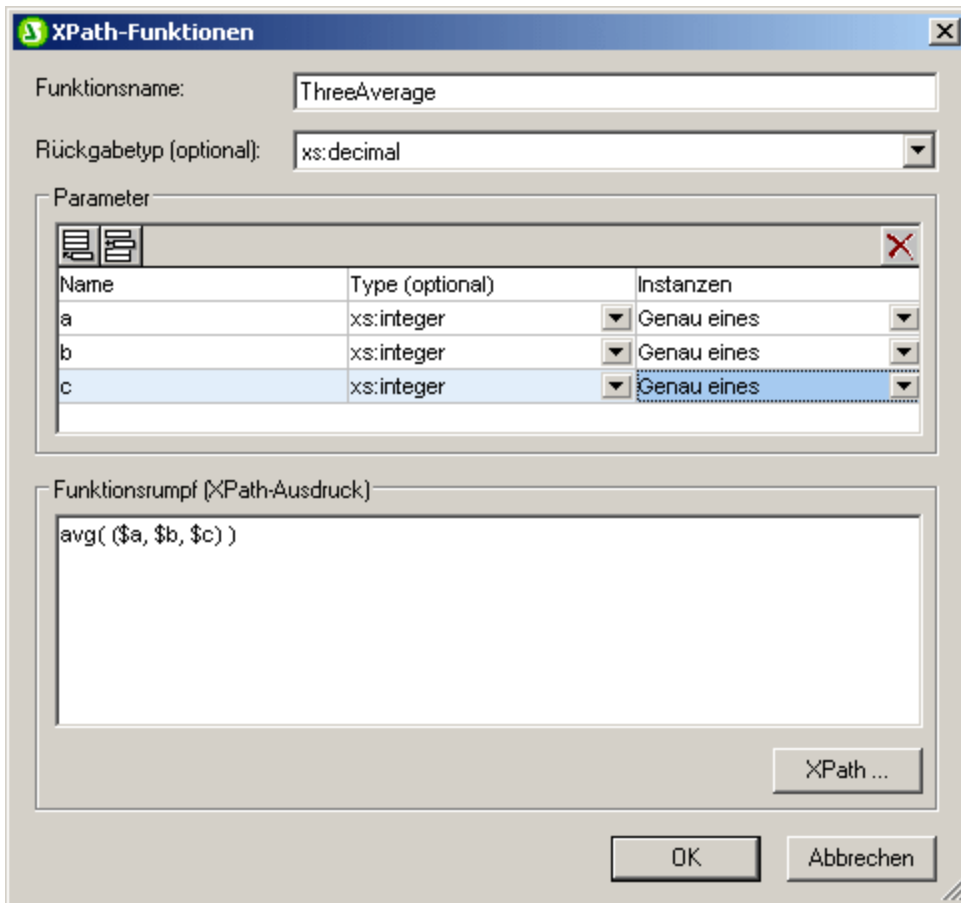 XPath-Funktionen
Funktionsname: ThreeAverage
Rückgabetyp (optional): xs:decimal
Parameter
Name Type (optional) Instanzen
a xs:integer Genau eines
b xs:integer Genau eines
c xs:integer Genau eines
Funktionsrumpf (XPath-Ausdruck)
avg( ($a, $b, $c) )
XPath ...
OK Abbrechen